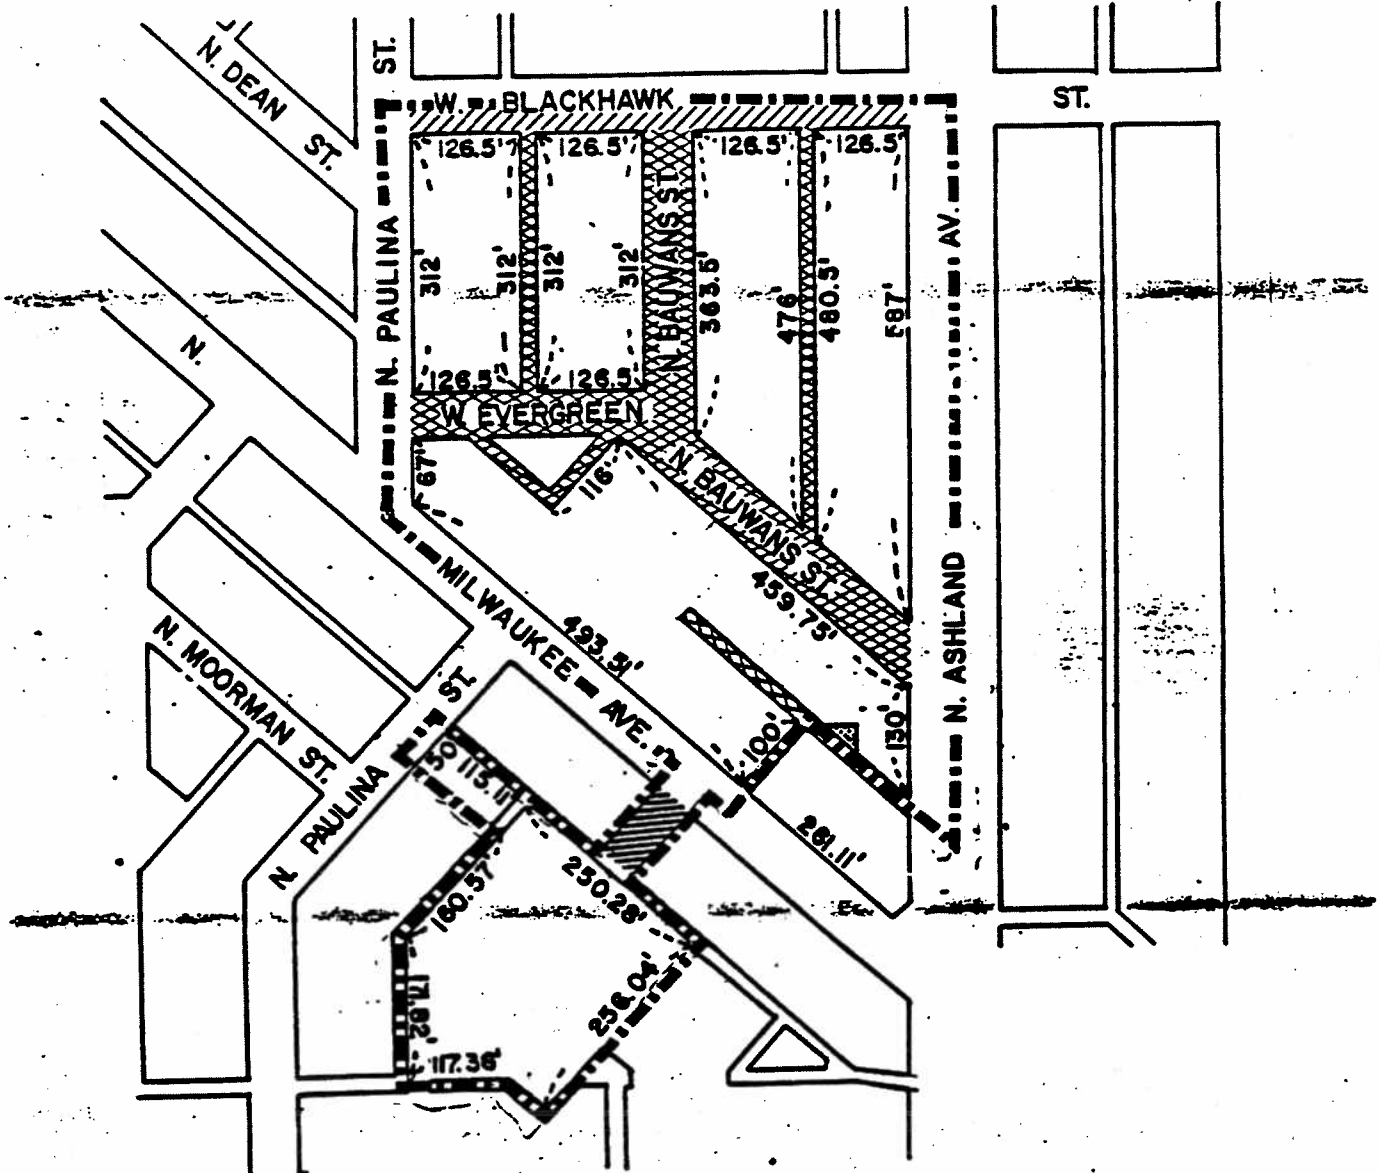 N. DEAN ST.
ST.
W. BLACKHAWK
ST.
126.5'
126.5'
126.5'
126.5'
N. PAULINA
312'
312'
312'
312'
N. BAUWANS ST.
363.5'
476'
480.5'
587'
N. ASHLAND AV.
N.
126.5'
126.5'
W. EVERGREEN
67'
116'
N. BAUWANS ST.
459.75'
MILWAUKEE AVE.
493.51'
N. MOORMAN ST.
N. PAULINA ST.
50'
115.11'
100'
130'
261.11'
160.57'
250.28'
171.82'
256.04'
117.36'